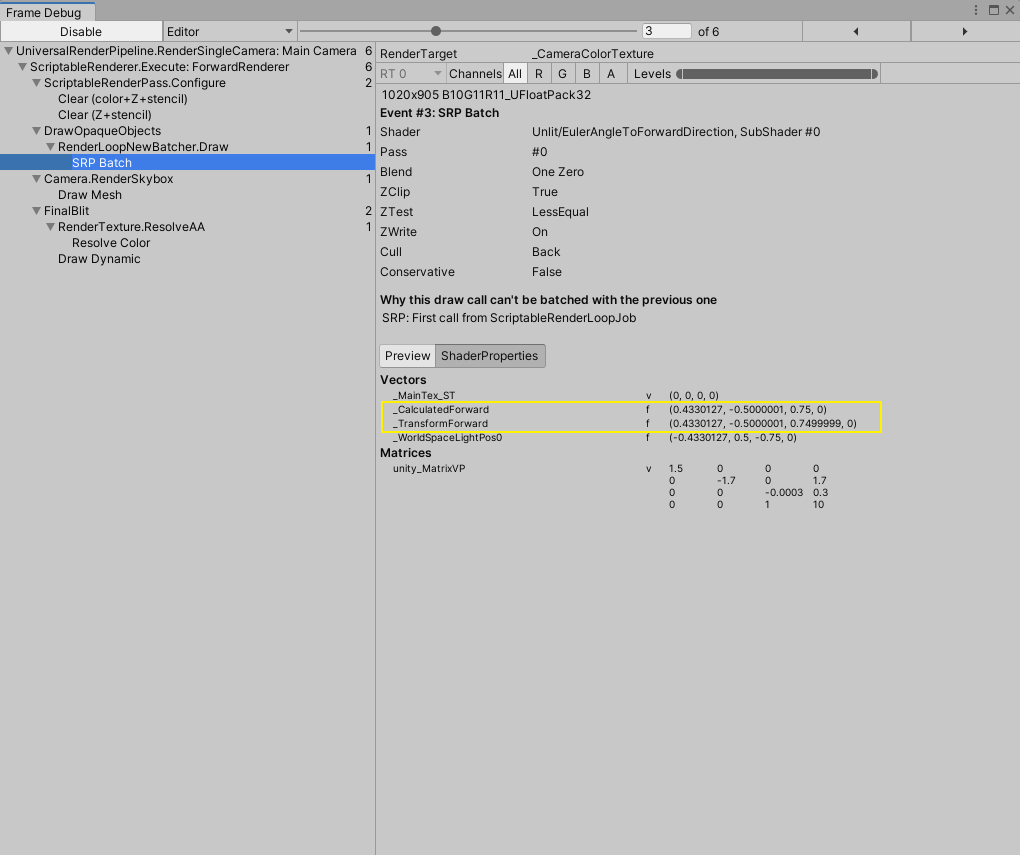 Frame Debug
Disable Editor 3 of 6
UniversalRenderPipeline.RenderSingleCamera: Main Camera 6
ScriptableRenderer.Execute: ForwardRenderer 6
ScriptableRenderPass.Configure 2
Clear (color+Z+stencil)
Clear (Z+stencil)
DrawOpaqueObjects 1
RenderLoopNewBatcher.Draw 1
SRP Batch
Camera.RenderSkybox 1
Draw Mesh
FinalBlit 2
RenderTexture.ResolveAA 1
Resolve Color
Draw Dynamic
RenderTarget _CameraColorTexture
RT 0 Channels All R G B A Levels
1020x905 B10G11R11_UFloatPack32
Event #3: SRP Batch
Shader Unlit/EulerAngleToForwardDirection, SubShader #0
Pass #0
Blend One Zero
ZClip True
ZTest LessEqual
ZWrite On
Cull Back
Conservative False
Why this draw call can't be batched with the previous one
SRP: First call from ScriptableRenderLoopJob
Preview ShaderProperties
Vectors
_MainTex_ST v (0, 0, 0, 0)
_CalculatedForward f (0.4330127, -0.5000001, 0.75, 0)
_TransformForward f (0.4330127, -0.5000001, 0.7499999, 0)
_WorldSpaceLightPos0 f (-0.4330127, 0.5, -0.75, 0)
Matrices
unity_MatrixVP v 1.5 0 0 0
0 -1.7 0 1.7
0 0 -0.0003 0.3
0 0 1 10